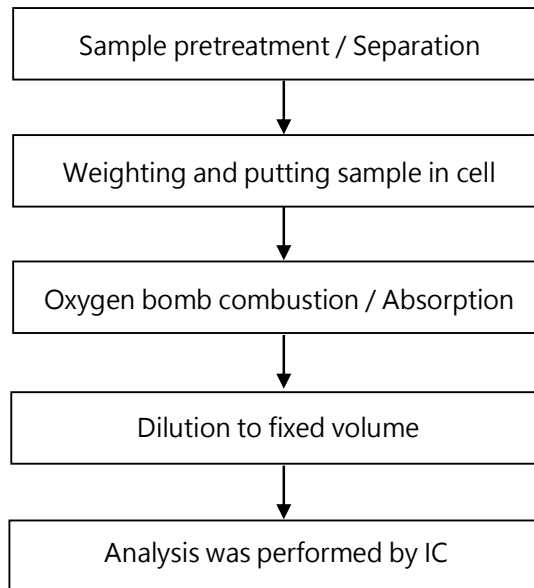 Sample pretreatment / Separation
Weighting and putting sample in cell
Oxygen bomb combustion / Absorption
Dilution to fixed volume
Analysis was performed by IC